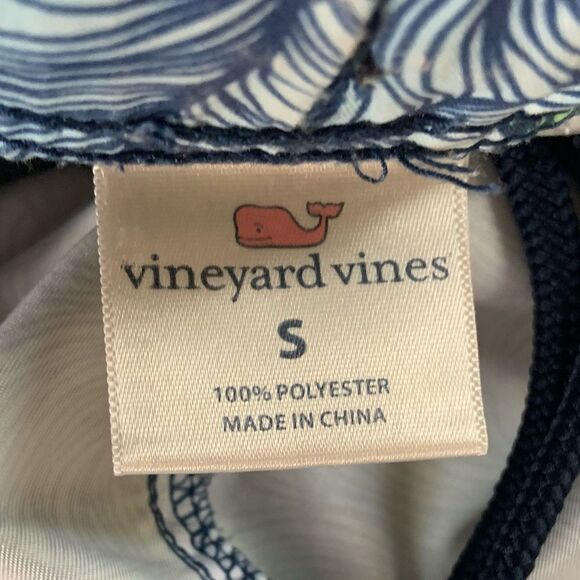 vineyard vines
S
100% POLYESTER
MADE IN CHINA